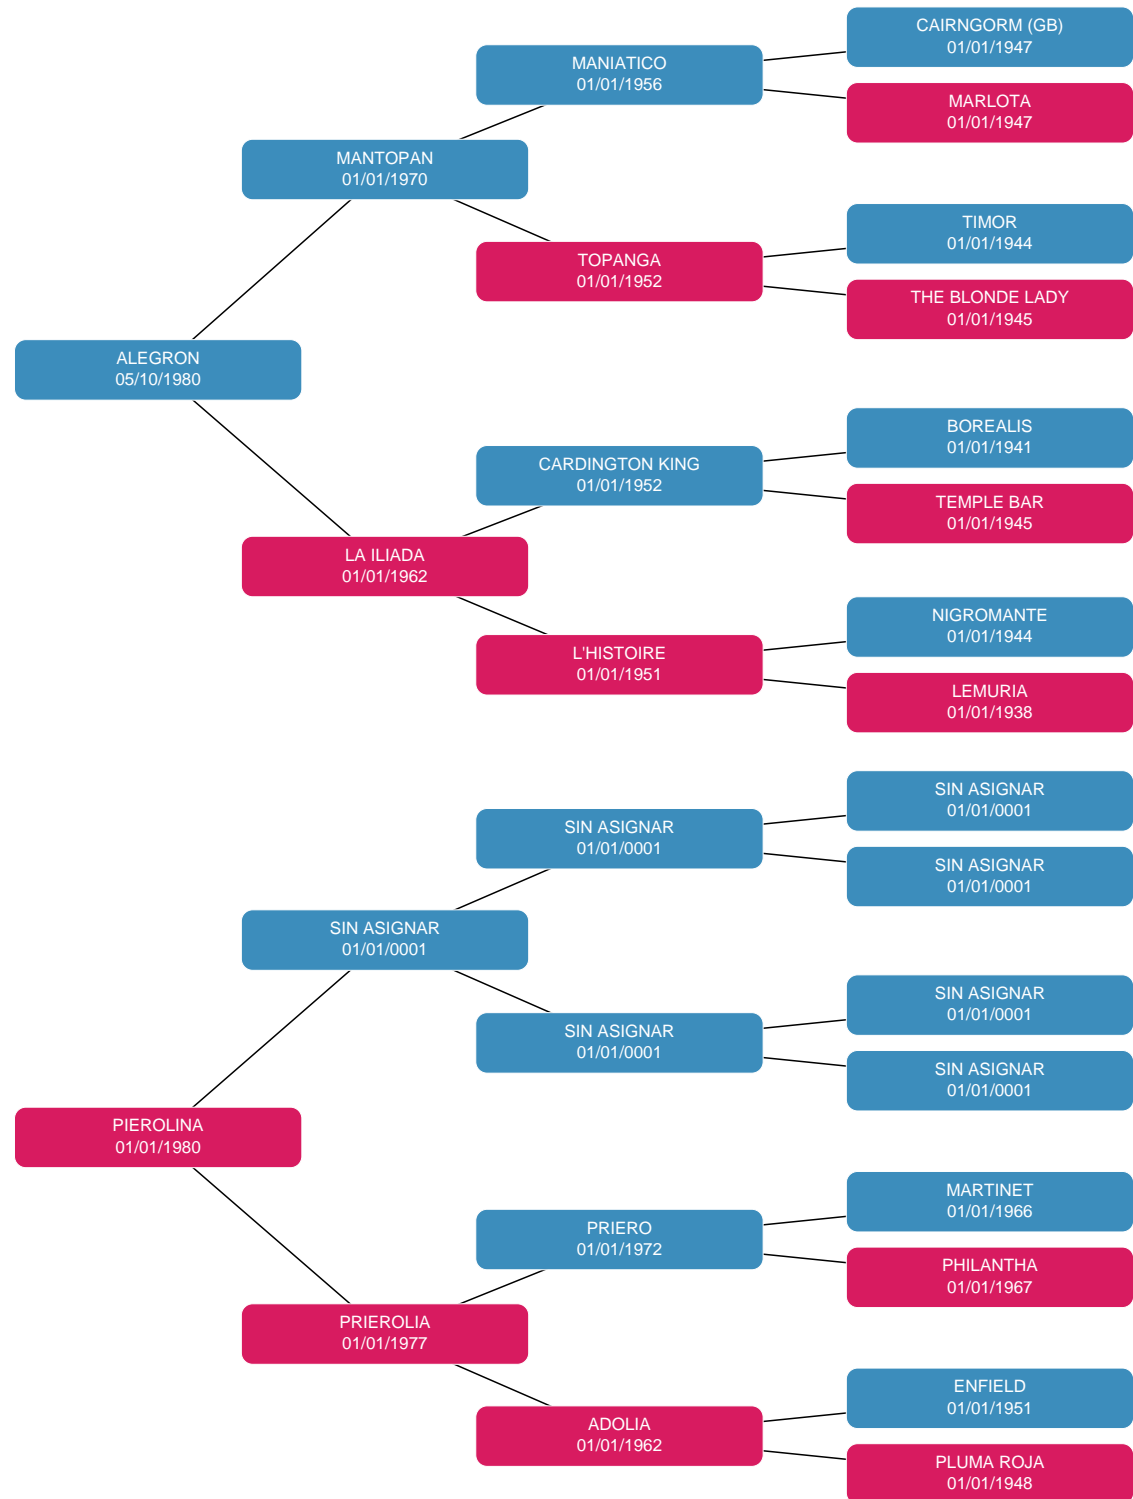 CAIRNGORM (GB)
01/01/1947
MANIATICO
01/01/1956
MARLOTA
01/01/1947
MANTOPAN
01/01/1970
TIMOR
01/01/1944
TOPANGA
01/01/1952
THE BLONDE LADY
01/01/1945
ALEGRON
05/10/1980
BOREALIS
01/01/1941
CARDINGTON KING
01/01/1952
TEMPLE BAR
01/01/1945
LA ILIADA
01/01/1962
NIGROMANTE
01/01/1944
L'HISTOIRE
01/01/1951
LEMURIA
01/01/1938
SIN ASIGNAR
01/01/0001
SIN ASIGNAR
01/01/0001
SIN ASIGNAR
01/01/0001
SIN ASIGNAR
01/01/0001
SIN ASIGNAR
01/01/0001
SIN ASIGNAR
01/01/0001
SIN ASIGNAR
01/01/0001
PIEROLINA
01/01/1980
MARTINET
01/01/1966
PRIERO
01/01/1972
PHILANTHA
01/01/1967
PRIEROLIA
01/01/1977
ENFIELD
01/01/1951
ADOLIA
01/01/1962
PLUMA ROJA
01/01/1948